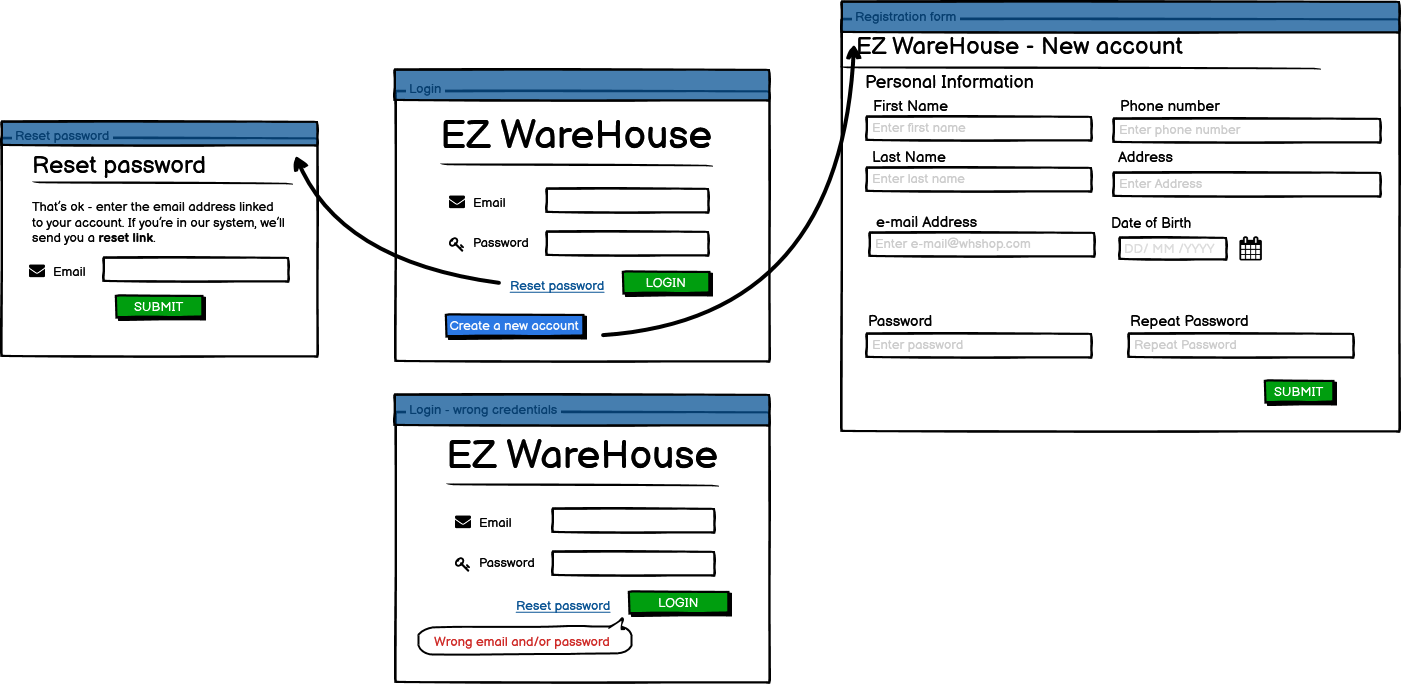 Reset password
Reset password
That's ok - enter the email address linked
to your account. If you're in our system, we'll
send you a reset link.
Email
SUBMIT
Login
EZ WareHouse
Email
Password
Reset password
LOGIN
Create a new account
Login - wrong credentials
EZ WareHouse
Email
Password
Reset password
LOGIN
Wrong email and/or password
Registration form
EZ WareHouse - New account
Personal Information
First Name
Enter first name
Phone number
Enter phone number
Last Name
Enter last name
Address
Enter Address
e-mail Address
Enter e-mail@whshop.com
Date of Birth
DD/ MM /YYYY
Password
Enter password
Repeat Password
Repeat Password
SUBMIT